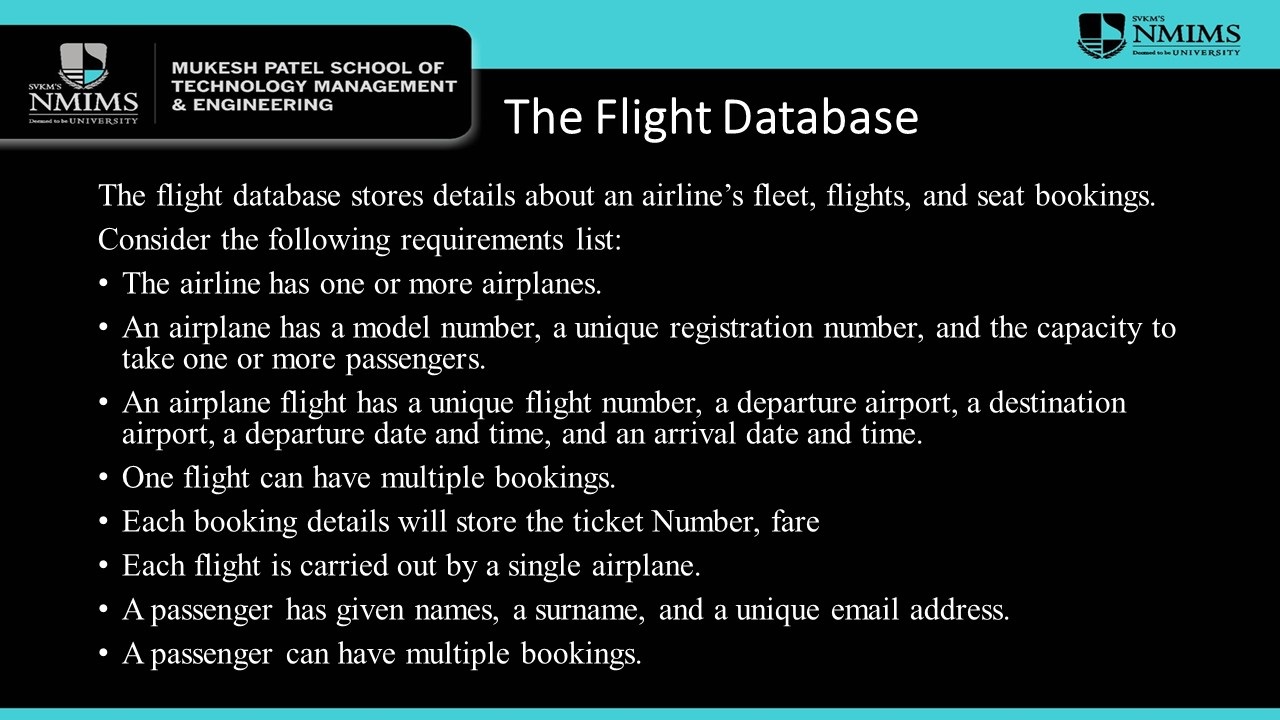 SVKM'S
NMIMS
Deemed to be UNIVERSITY
MUKESH PATEL SCHOOL OF
TECHNOLOGY MANAGEMENT
& ENGINEERING
SVKM'S
NMIMS
Deemed to be UNIVERSITY
The Flight Database
The flight database stores details about an airline’s fleet, flights, and seat bookings.
Consider the following requirements list:
• The airline has one or more airplanes.
• An airplane has a model number, a unique registration number, and the capacity to
take one or more passengers.
• An airplane flight has a unique flight number, a departure airport, a destination
airport, a departure date and time, and an arrival date and time.
• One flight can have multiple bookings.
• Each booking details will store the ticket Number, fare
• Each flight is carried out by a single airplane.
• A passenger has given names, a surname, and a unique email address.
• A passenger can have multiple bookings.